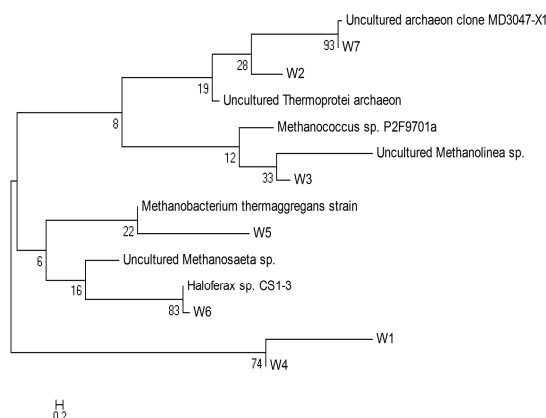 Uncultured archaeon clone MD3047-X1
93
W7
28
W2
19
Uncultured Thermoprotei archaeon
8
Methanococcus sp. P2F9701a
12
Uncultured Methanolinea sp.
33
W3
Methanobacterium thermaggregans strain
22
W5
6
Uncultured Methanosaeta sp.
16
Haloferax sp. CS1-3
83
W6
W1
74
W4
0.2